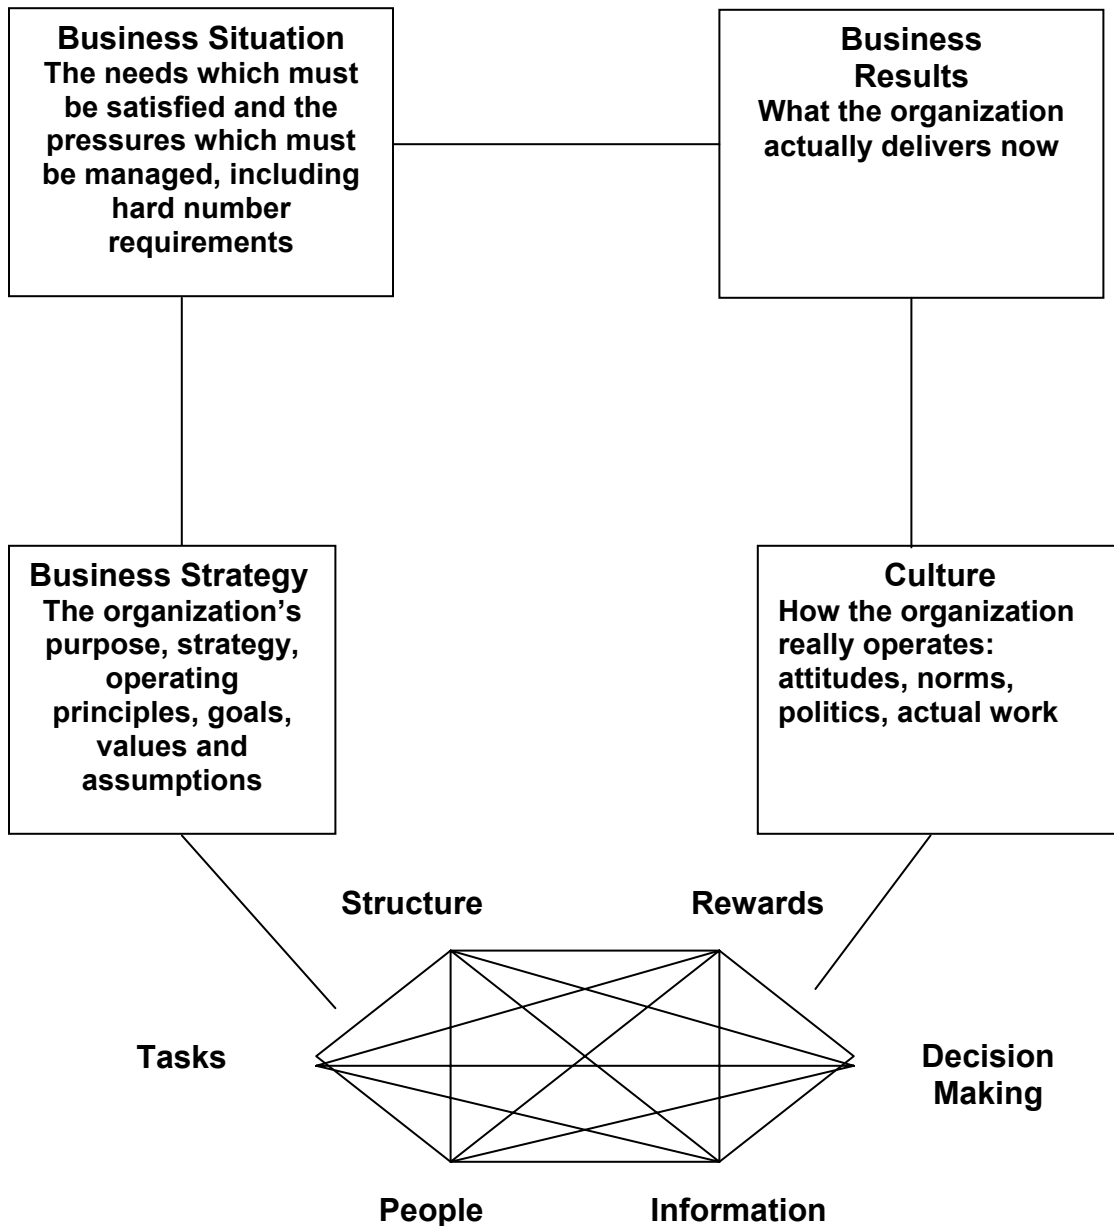 Business Situation
The needs which must
be satisfied and the
pressures which must
be managed, including
hard number
requirements
Business
Results
What the organization
actually delivers now
Business Strategy
The organization’s
purpose, strategy,
operating
principles, goals,
values and
assumptions
Culture
How the organization
really operates:
attitudes, norms,
politics, actual work
Structure
Rewards
Tasks
Decision
Making
People
Information